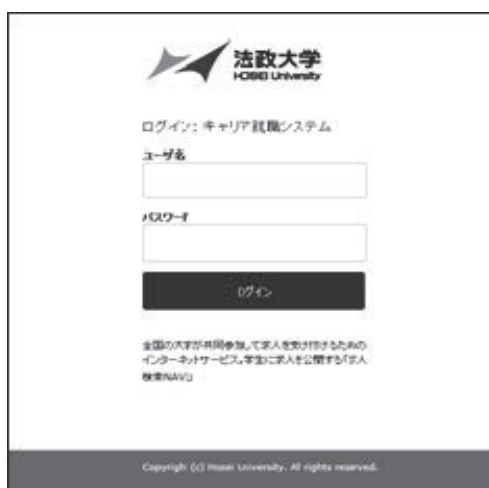 法政大学
HOSEI University
ログイン: キャリア就職システム
ユーザ名
パスワード
ログイン
全国の大学が共同参加して求人を受け付けるための
インターネットサービス。学生に求人を公開する「求人
検索NAVI」
Copyrigh (c) Hosei University. All rights reserved.